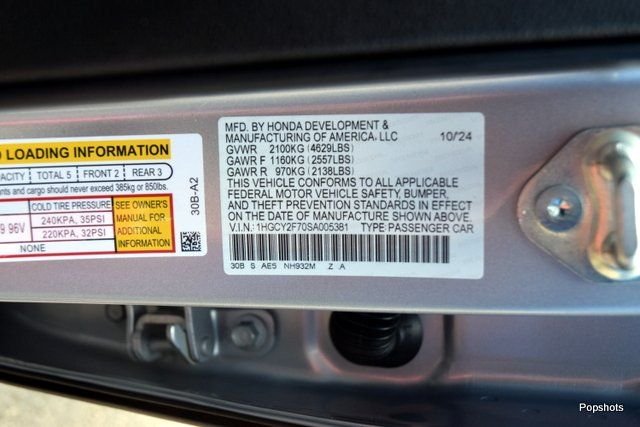 LOADING INFORMATION
TOTAL 5 FRONT 2 REAR 3
and cargo should never exceed 385kg or 850lbs.
COLD TIRE PRESSURE SEE OWNER'S
9 96V 240KPA, 35PSI MANUAL FOR
220KPA, 32PSI ADDITIONAL
NONE INFORMATION
30B-A2
MFD. BY HONDA DEVELOPMENT &
MANUFACTURING OF AMERICA, LLC 10/24
GVWR 2100KG (4629LBS)
GAWR F 1160KG (2557LBS)
GAWR R 970KG (2138LBS)
THIS VEHICLE CONFORMS TO ALL APPLICABLE
FEDERAL MOTOR VEHICLE SAFETY, BUMPER,
AND THEFT PREVENTION STANDARDS IN EFFECT
ON THE DATE OF MANUFACTURE SHOWN ABOVE.
V.I.N.: 1HGCY2F70SA005381 TYPE: PASSENGER CAR
30B S AE5 NH932M Z A
Popshots